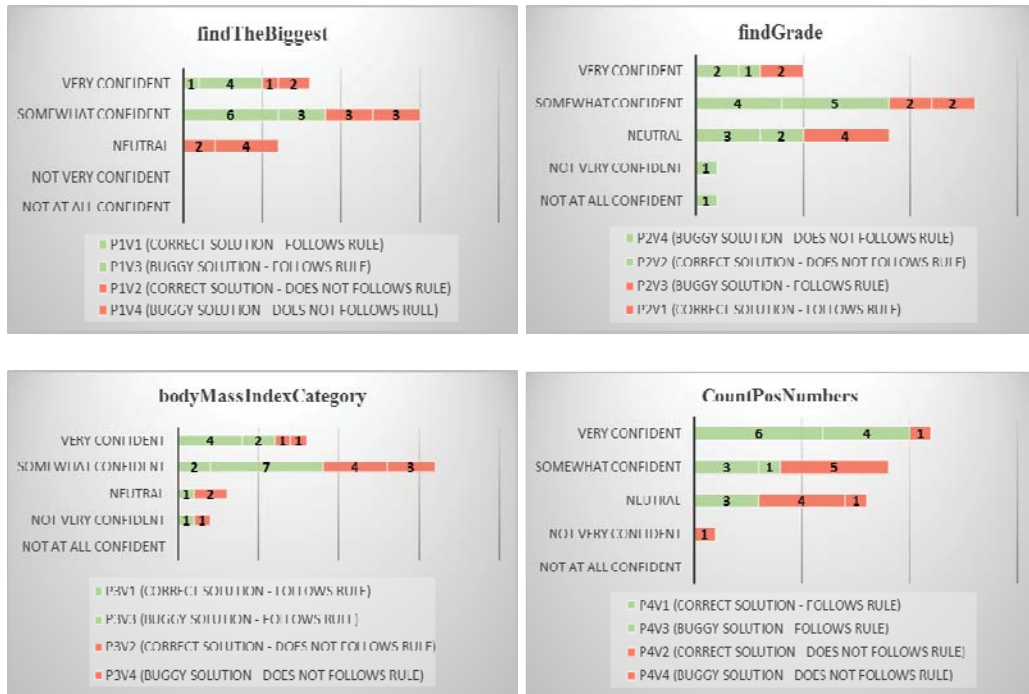 findTheBiggest
VERY CONFIDENT
1 4 1 2
SOMEWHAT CONFIDENT
6 3 3 3
NEUTRAL
2 4
NOT VERY CONFIDENT
NOT AT ALL CONFIDENT
P1V1 (CORRECT SOLUTION - FOLLOWS RULE)
P1V3 (BUGGY SOLUTION - FOLLOWS RULE)
P1V2 (CORRECT SOLUTION - DOES NOT FOLLOWS RULE)
P1V4 (BUGGY SOLUTION DOES NOT FOLLOWS RULE)
findGrade
VERY CONFIDENT
2 1 2
SOMEWHAT CONFIDENT
4 5 2 2
NEUTRAL
3 2 4
NOT VERY CONFIDENT
1
NOT AT ALL CONFIDENT
1
P2V4 (BUGGY SOLUTION DOES NOT FOLLOWS RULE)
P2V2 (CORRECT SOLUTION - DOES NOT FOLLOWS RULE)
P2V3 (BUGGY SOLUTION - FOLLOWS RULE)
P2V1 (CORRECT SOLUTION - FOLLOWS RULE)
bodyMassIndexCategory
VERY CONFIDENT
4 2 1 1
SOMEWHAT CONFIDENT
2 7 4 3
NEUTRAL
1 2
NOT VERY CONFIDENT
1 1
NOT AT ALL CONFIDENT
P3V1 (CORRECT SOLUTION - FOLLOWS RULE)
P3V3 (BUGGY SOLUTION - FOLLOWS RULE)
P3V2 (CORRECT SOLUTION - DOES NOT FOLLOWS RULE)
P3V4 (BUGGY SOLUTION - DOES NOT FOLLOWS RULE)
CountPosNumbers
VERY CONFIDENT
6 4 1
SOMEWHAT CONFIDENT
3 1 5
NEUTRAL
3 4 1
NOT VERY CONFIDENT
1
NOT AT ALL CONFIDENT
P4V1 (CORRECT SOLUTION - FOLLOWS RULE)
P4V3 (BUGGY SOLUTION FOLLOWS RULE)
P4V2 (CORRECT SOLUTION DOES NOT FOLLOWS RULE)
P4V4 (BUGGY SOLUTION DOES NOT FOLLOWS RULE)